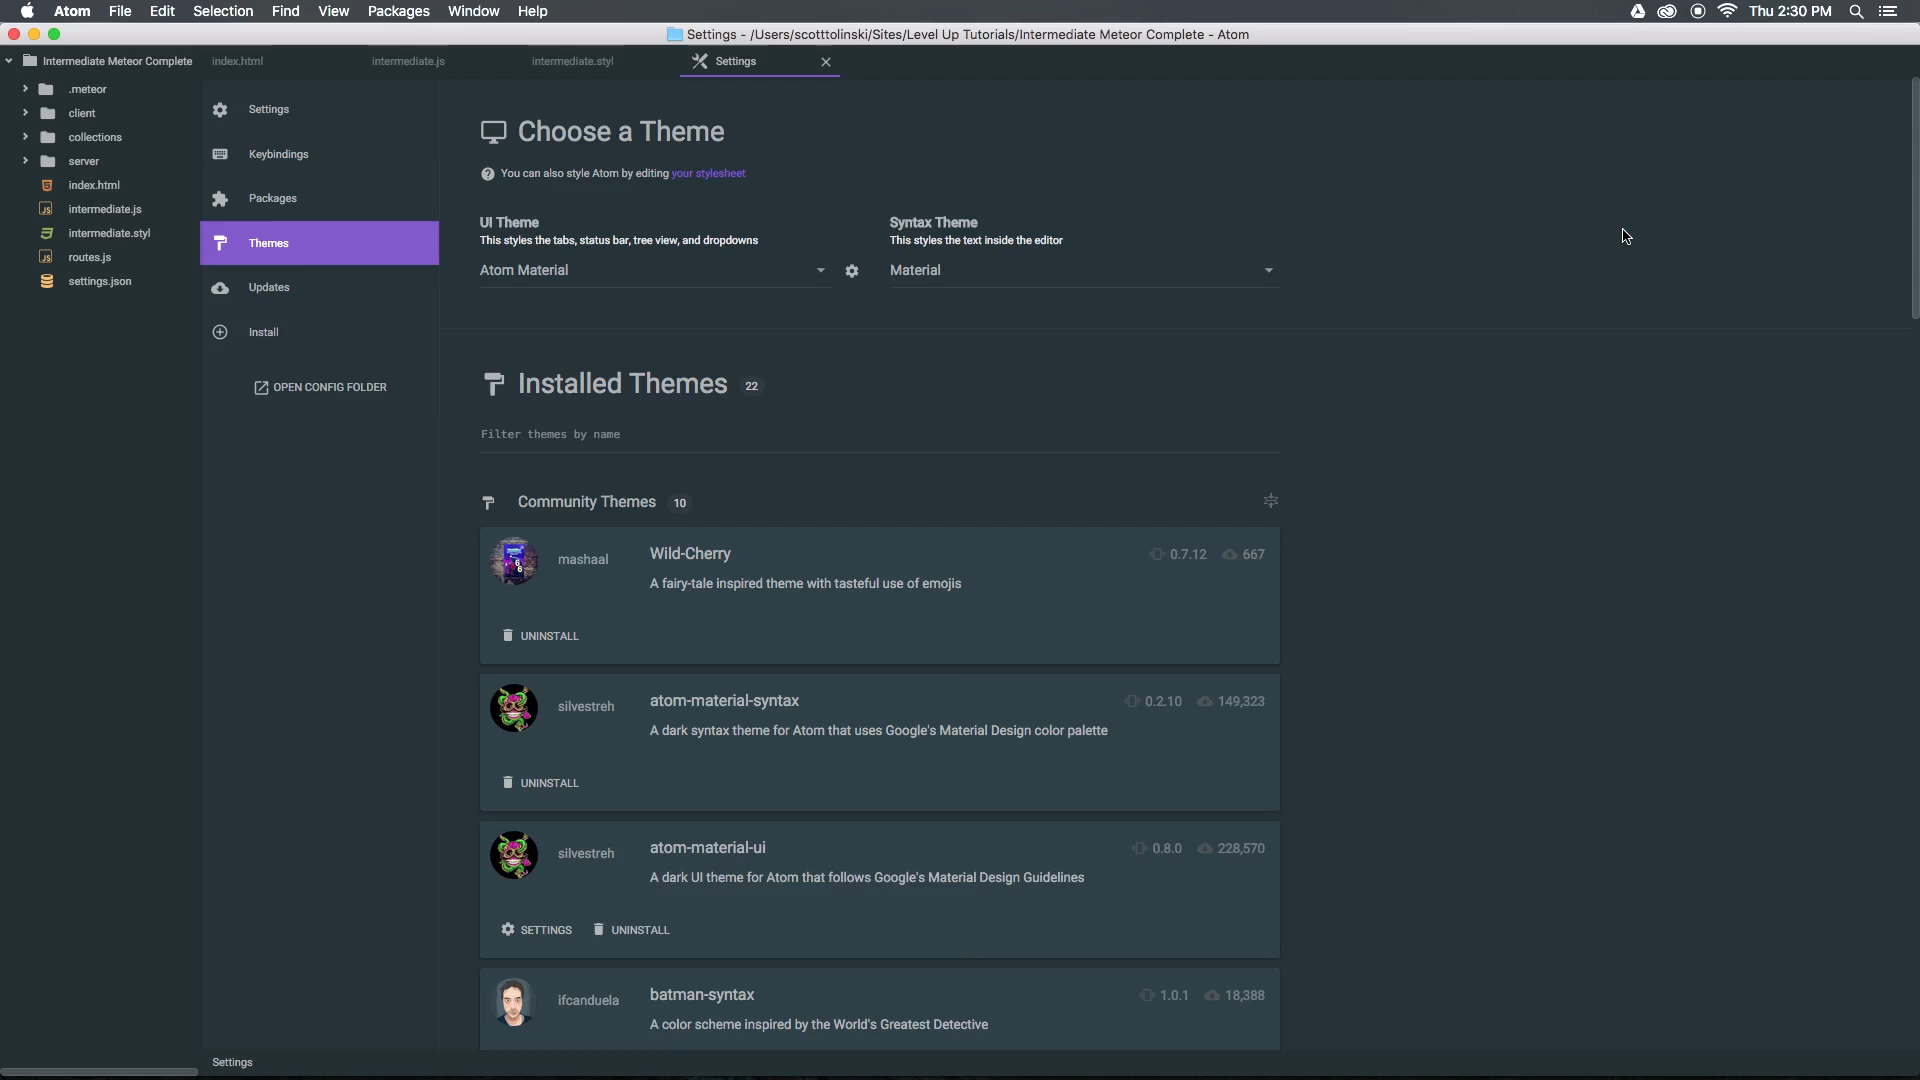 Atom File Edit Selection Find View Packages Window Help Thu 2:30 PM
Settings - /Users/scotttolinski/Sites/Level Up Tutorials/Intermediate Meteor Complete - Atom
Intermediate Meteor Complete
index.html
intermediate.js
intermediate.styl
Settings
.meteor
client
collections
server
index.html
intermediate.js
intermediate.styl
routes.js
settings.json
Settings
Keybindings
Packages
Themes
Updates
Install
OPEN CONFIG FOLDER
Choose a Theme
You can also style Atom by editing your stylesheet
UI Theme
This styles the tabs, status bar, tree view, and dropdowns
Atom Material
Syntax Theme
This styles the text inside the editor
Material
Installed Themes 22
Filter themes by name
Community Themes 10
mashaal
Wild-Cherry
0.7.12 667
A fairy-tale inspired theme with tasteful use of emojis
UNINSTALL
silvestreh
atom-material-syntax
0.2.10 149,323
A dark syntax theme for Atom that uses Google's Material Design color palette
UNINSTALL
silvestreh
atom-material-ui
0.8.0 228,570
A dark UI theme for Atom that follows Google's Material Design Guidelines
SETTINGS UNINSTALL
ifcanduela
batman-syntax
1.0.1 18,388
A color scheme inspired by the World's Greatest Detective
Settings